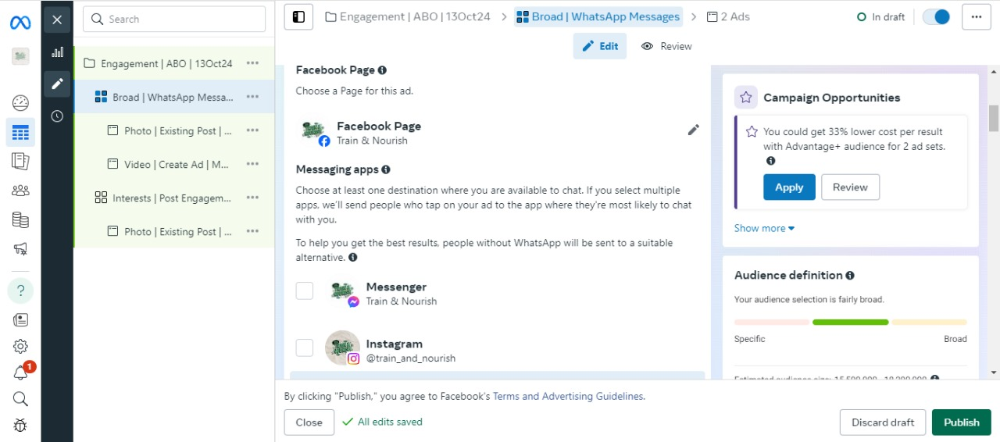 Search
Engagement | ABO | 13Oct24
Broad | WhatsApp Messages
2 Ads
In draft
Edit
Review
Engagement | ABO | 13Oct24
Broad | WhatsApp Messa...
Photo | Existing Post | ...
Video | Create Ad | M...
Interests | Post Engagem...
Photo | Existing Post | ...
?
1
Facebook Page
Choose a Page for this ad.
Facebook Page
Train & Nourish
Messaging apps
Choose at least one destination where you are available to chat. If you select multiple
apps, we'll send people who tap on your ad to the app where they're most likely to chat
with you.
To help you get the best results, people without WhatsApp will be sent to a suitable
alternative.
Messenger
Train & Nourish
Instagram
@train_and_nourish
Campaign Opportunities
You could get 33% lower cost per result
with Advantage+ audience for 2 ad sets.
Apply
Review
Show more
Audience definition
Your audience selection is fairly broad.
Specific
Broad
Estimated audience size:
By clicking "Publish," you agree to Facebook's Terms and Advertising Guidelines.
Close
All edits saved
Discard draft
Publish